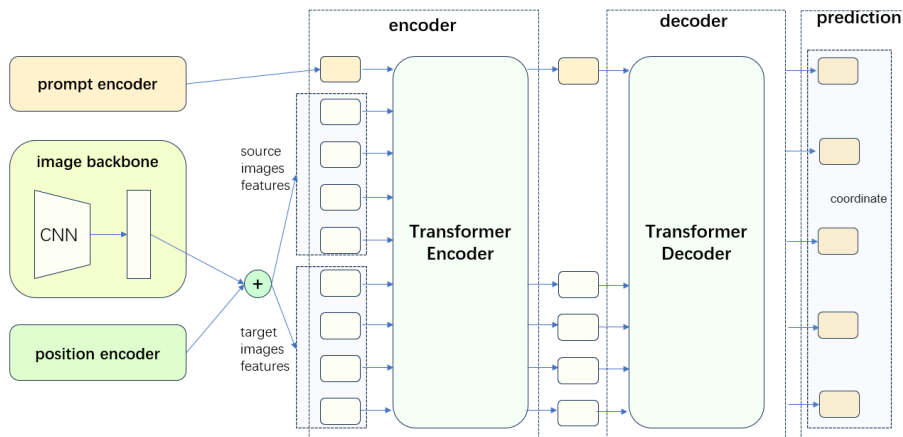 encoder
decoder
prediction
prompt encoder
image backbone
CNN
position encoder
+
source
images
features
target
images
features
Transformer
Encoder
Transformer
Decoder
coordinate